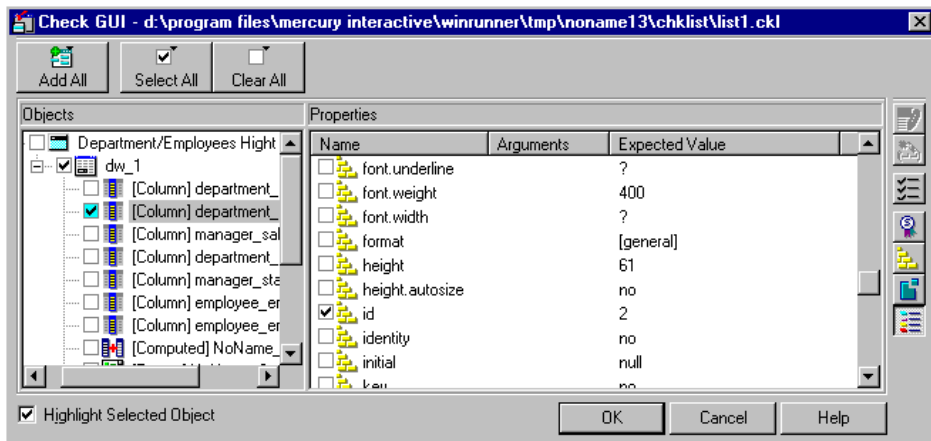 Check GUI - d:\program files\mercury interactive\winrunner\tmp\noname13\chklist\list1.ckl
Add All Select All Clear All
Objects
Department/Employees Hight
dw_1
[Column] department_
[Column] department_
[Column] manager_sal
[Column] department_
[Column] manager_sta
[Column] employee_er
[Column] employee_er
[Computed] NoName_
Properties
Name Arguments Expected Value
font.underline ?
font.weight 400
font.width ?
format [general]
height 61
height.autosize no
id 2
identity no
initial null
key no
Highlight Selected Object
OK Cancel Help